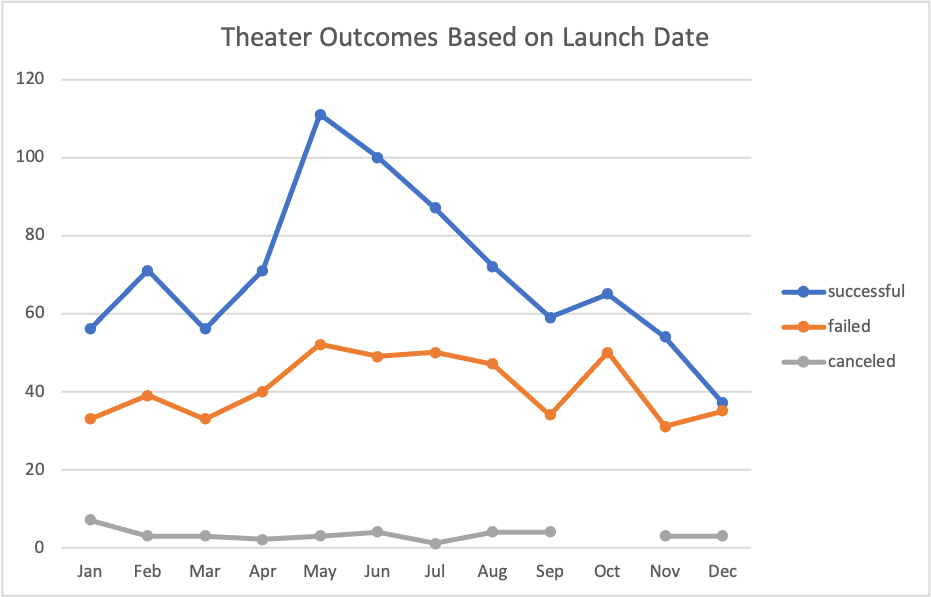 Theater Outcomes Based on Launch Date
120
100
80
60
40
20
0
Jan Feb Mar Apr May Jun Jul Aug Sep Oct Nov Dec
successful
failed
canceled